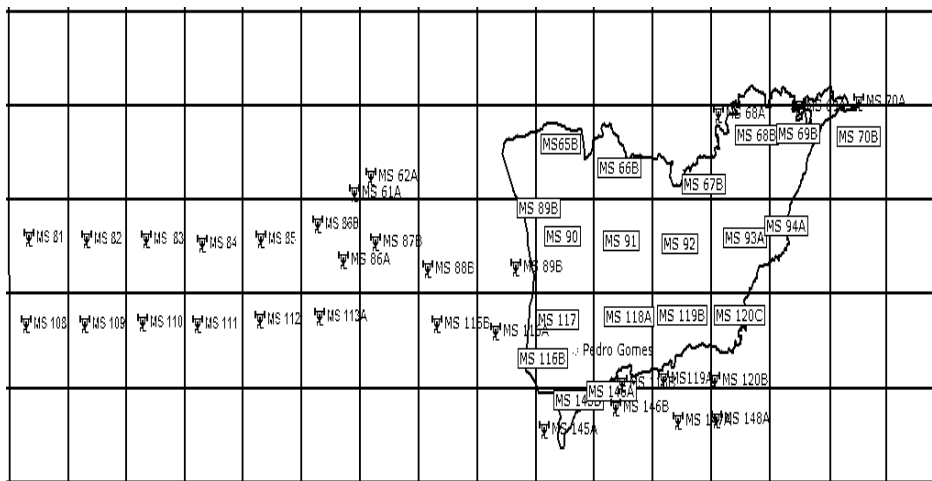 MS 70A
MS 68A
MS 68B
MS 69B
MS 70B
MS65B
MS 66B
MS 67B
MS 62A
MS 61A
MS 89B
MS 94A
MS 81
MS 82
MS 83
MS 84
MS 85
MS 86B
MS 87B
MS 90
MS 91
MS 92
MS 93A
MS 86A
MS 88B
MS 89B
MS 108
MS 109
MS 110
MS 111
MS 112
MS 113A
MS 115B
MS 117
MS 118A
MS 119B
MS 120C
MS 116B
Pedro Gomes
MS119A
MS 120B
MS 146A
MS 146B
MS 145A
MS 148A